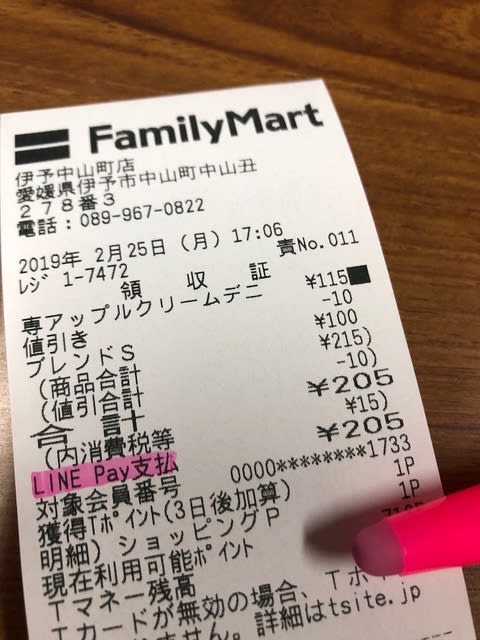 FamilyMart
伊予中山町店
愛媛県伊予市中山町中山丑
278番3
電話:089-967-0822
2019年 2月25日(月) 17:06
レジ 1-7472 責No.011
領 収 証
専アップルクリームデニ ¥115■
値引き -10
ブレンドS ¥100
(商品合計 ¥215)
(値引合計 -10)
合 計 ¥205
(内消費税等 ¥15)
LINE Pay支払 ¥205
対象会員番号 0000********1733
獲得Tポイント(3日後加算) 1P
明細) ショッピングP 1P
現在利用可能ポイント
Tマネー残高
Tカードが無効の場合、Tポ
ません。詳細はtsite.jp